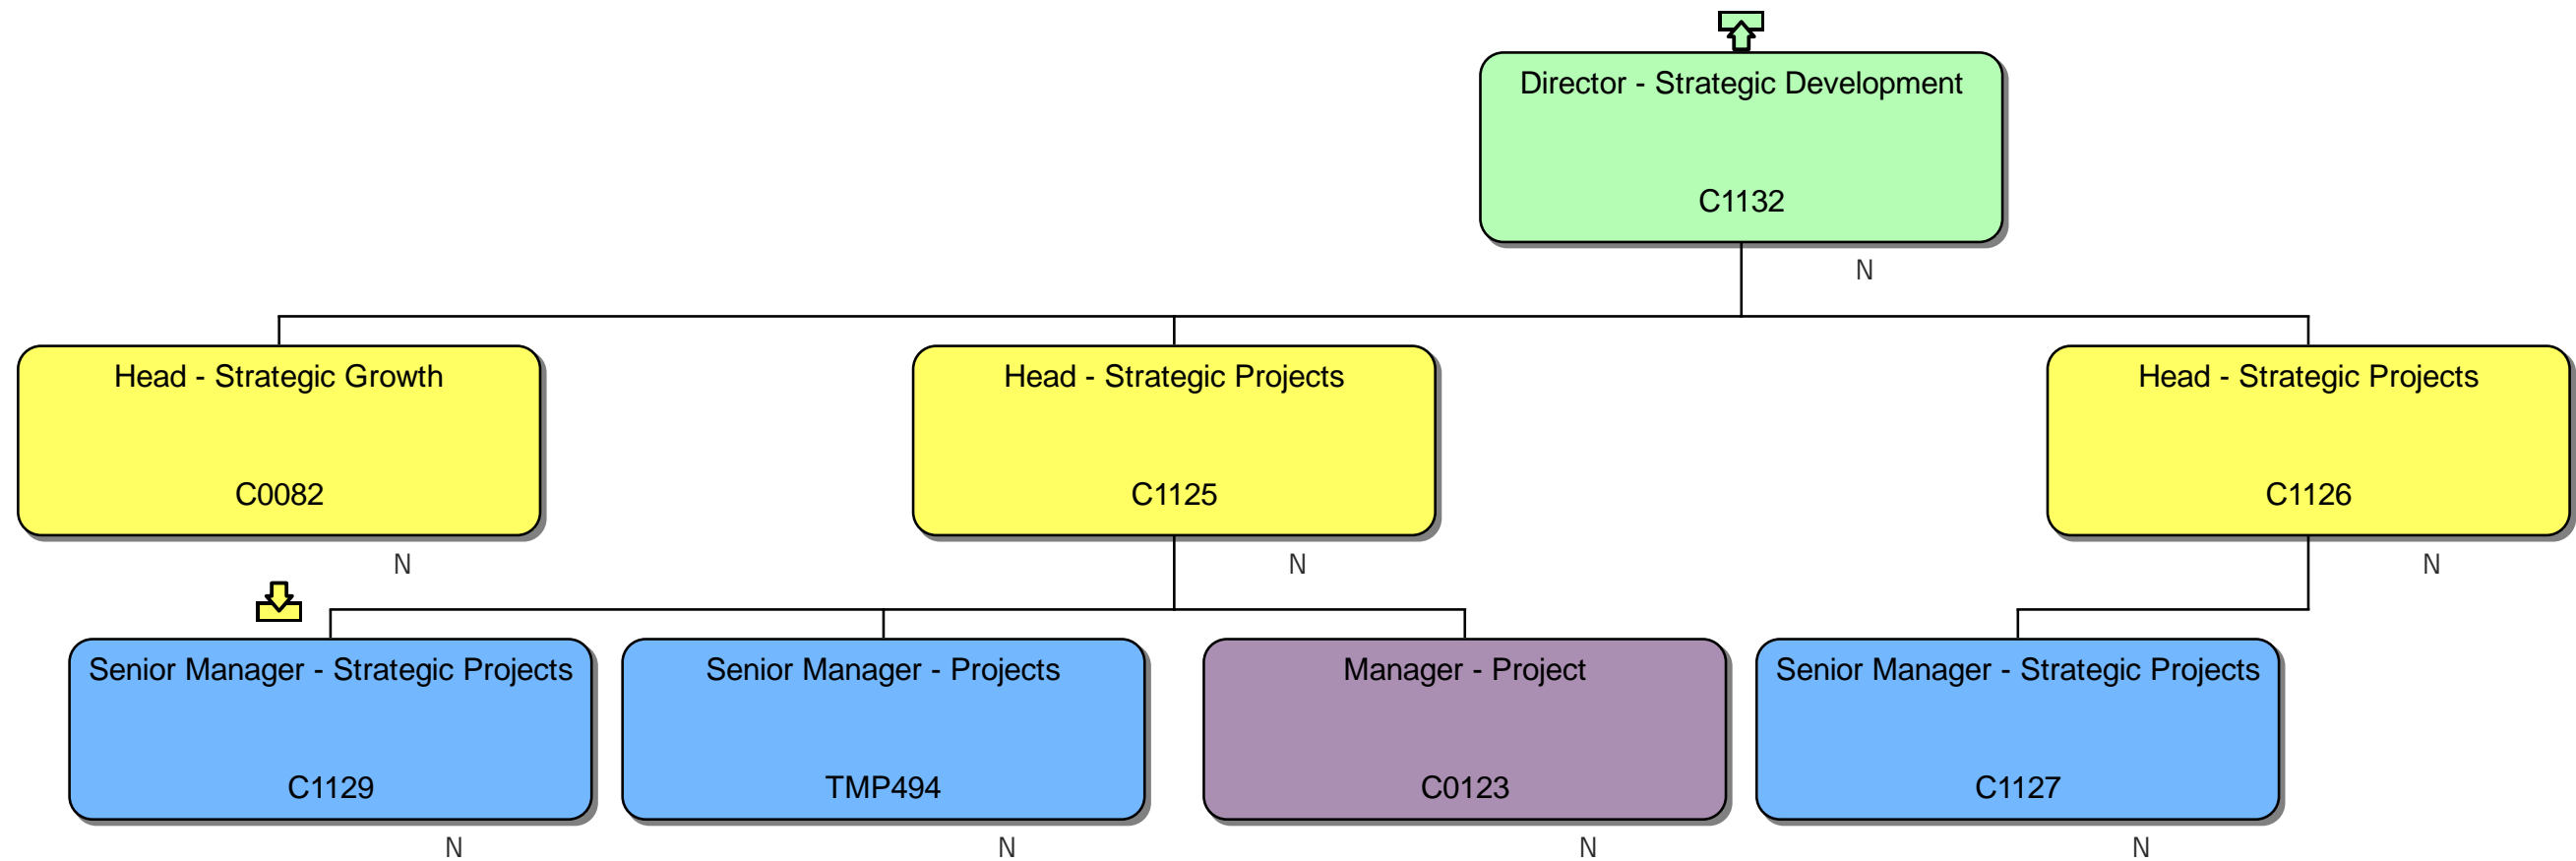 Director - Strategic Development
C1132
N
Head - Strategic Growth
C0082
N
Head - Strategic Projects
C1125
N
Head - Strategic Projects
C1126
N
Senior Manager - Strategic Projects
C1129
N
Senior Manager - Projects
TMP494
N
Manager - Project
C0123
N
Senior Manager - Strategic Projects
C1127
N